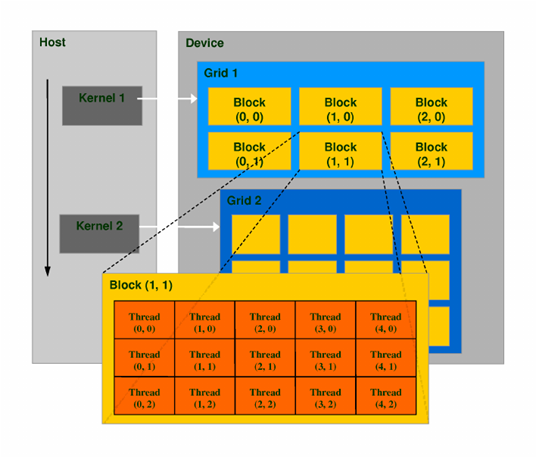 Host
Device
Kernel 1
Grid 1
Block
(0, 0)
Block
(1, 0)
Block
(2, 0)
Block
(0, 1)
Block
(1, 1)
Block
(2, 1)
Kernel 2
Grid 2
Block (1, 1)
Thread
(0, 0)
Thread
(1, 0)
Thread
(2, 0)
Thread
(3, 0)
Thread
(4, 0)
Thread
(0, 1)
Thread
(1, 1)
Thread
(2, 1)
Thread
(3, 1)
Thread
(4, 1)
Thread
(0, 2)
Thread
(1, 2)
Thread
(2, 2)
Thread
(3, 2)
Thread
(4, 2)